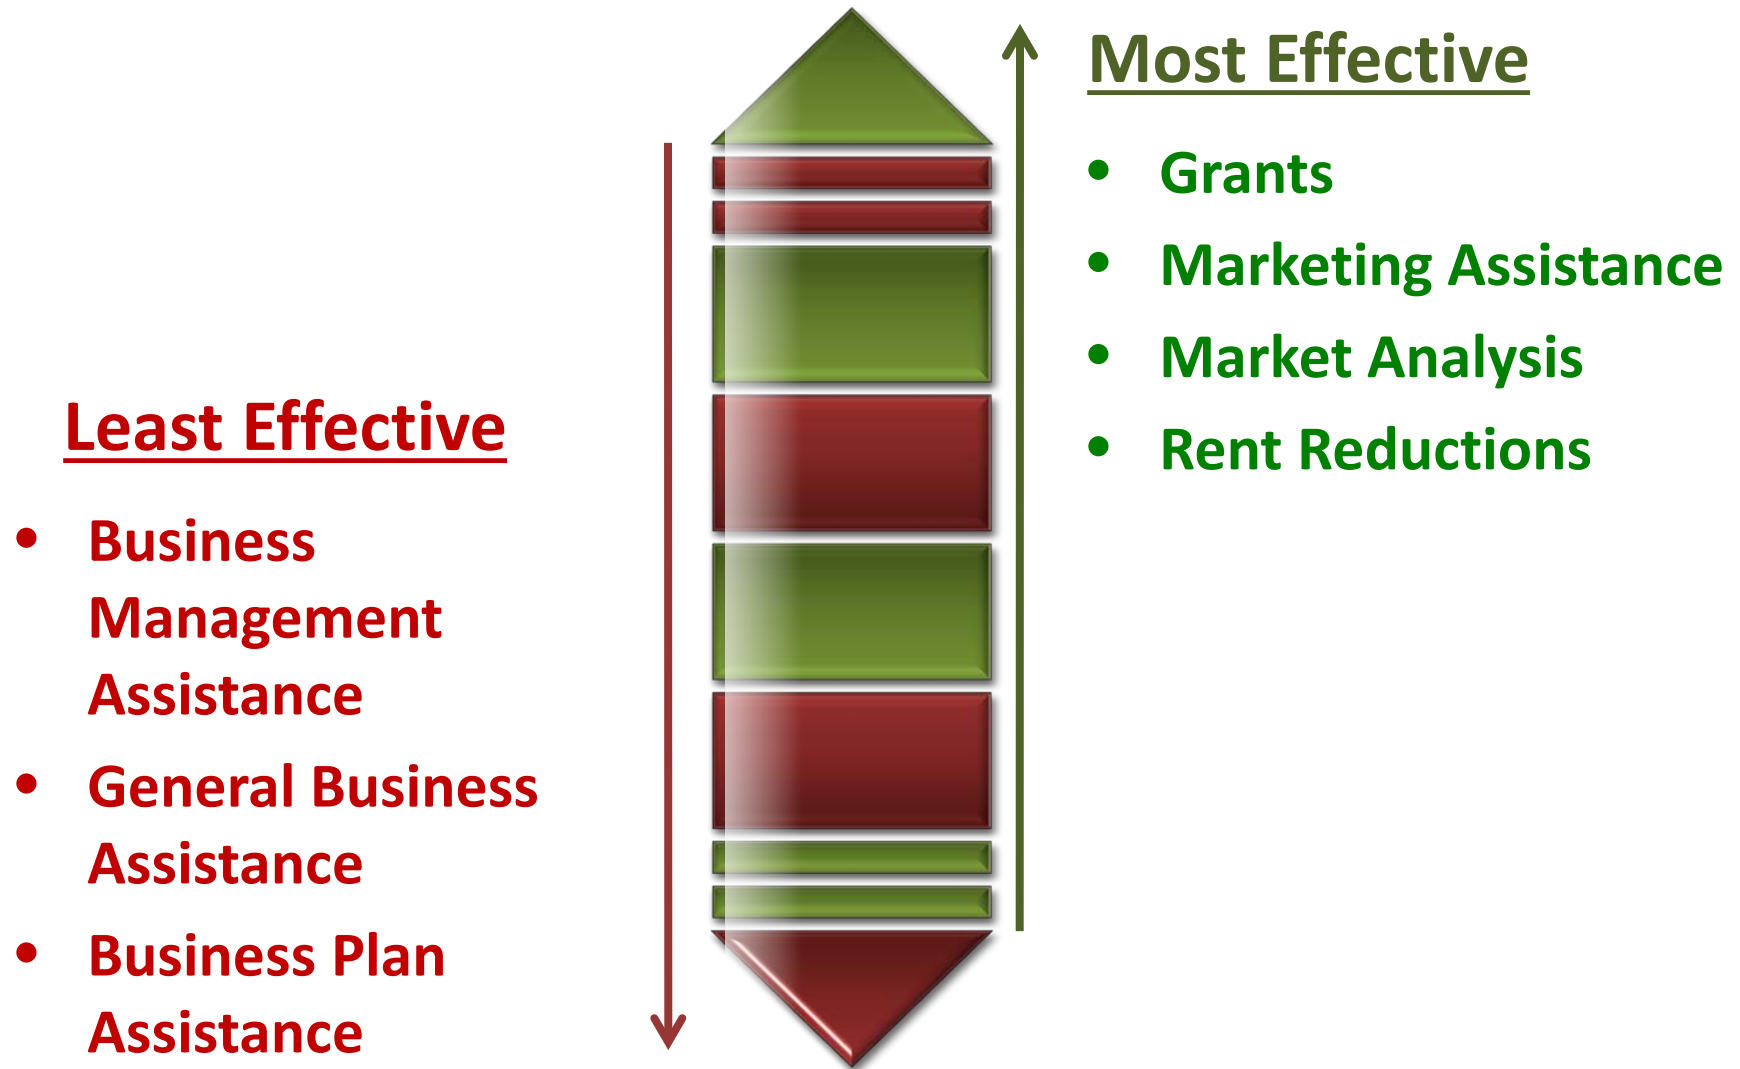 Most Effective
• Grants
• Marketing Assistance
• Market Analysis
• Rent Reductions
Least Effective
• Business
Management
Assistance
• General Business
Assistance
• Business Plan
Assistance